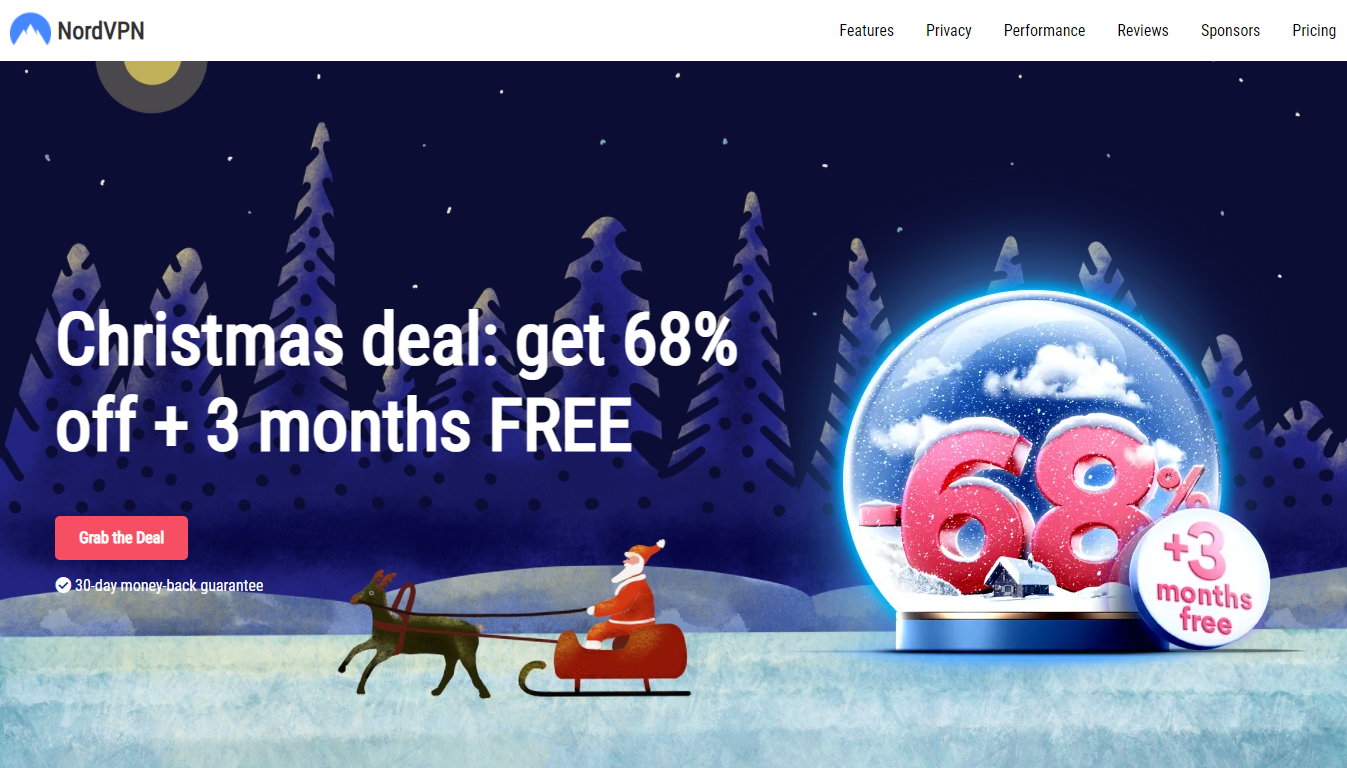 NordVPN
Features Privacy Performance Reviews Sponsors Pricing
Christmas deal: get 68%
off + 3 months FREE
Grab the Deal
30-day money-back guarantee
-68%
+3
months
free